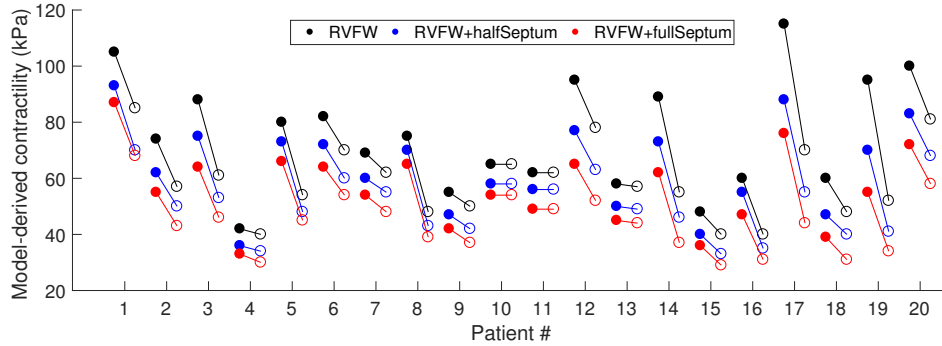 Model-derived contractility (kPa)
120
100
80
60
40
20
RVFW RVFW+halfSeptum RVFW+fullSeptum
1 2 3 4 5 6 7 8 9 10 11 12 13 14 15 16 17 18 19 20
Patient #